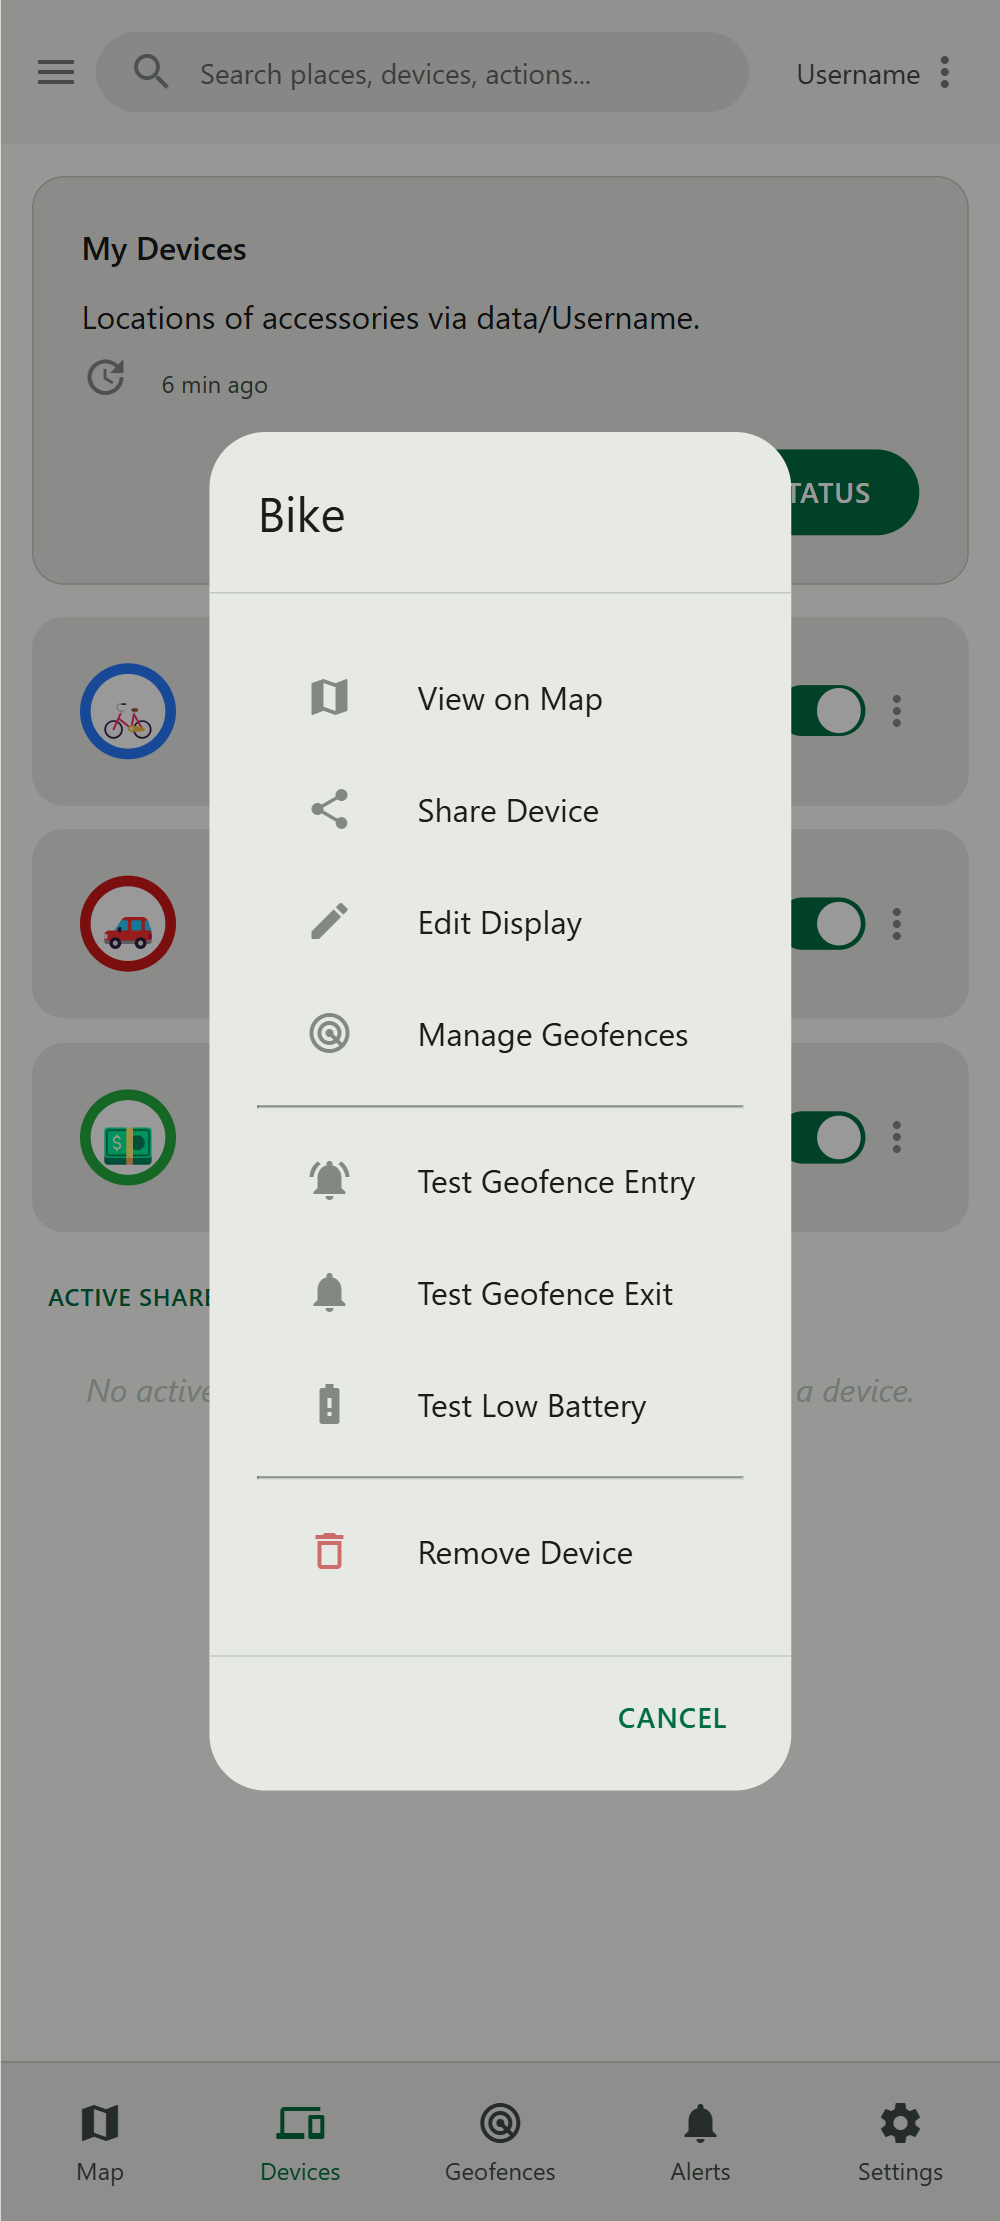 Search places, devices, actions...
Username
My Devices
Locations of accessories via data/Username.
6 min ago
TATUS
Bike
View on Map
Share Device
Edit Display
Manage Geofences
Test Geofence Entry
Test Geofence Exit
Test Low Battery
Remove Device
CANCEL
ACTIVE SHARE
No active
a device.
Map
Devices
Geofences
Alerts
Settings